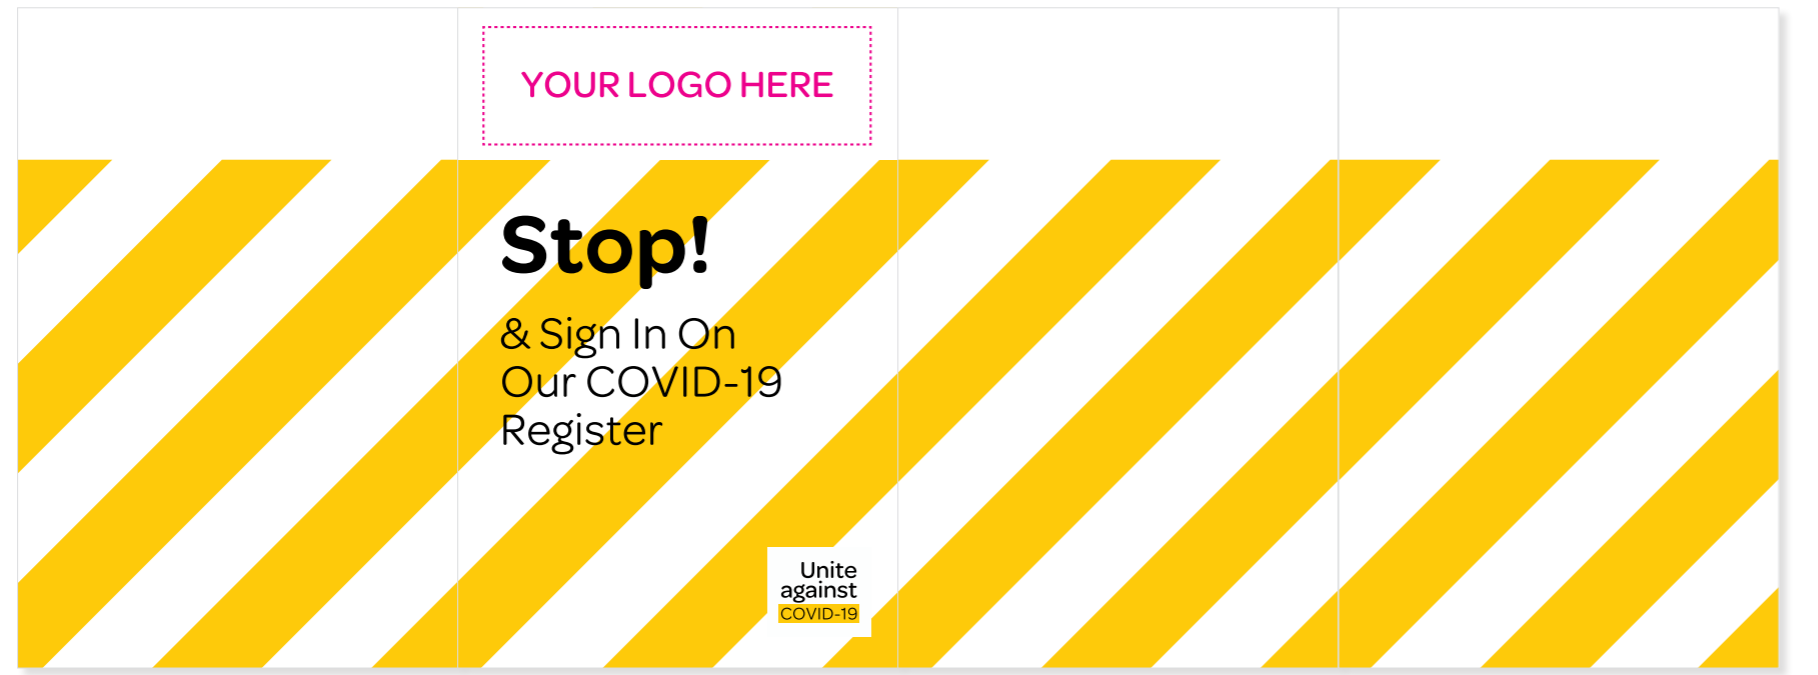 YOUR LOGO HERE
Stop!
& Sign In On
Our COVID-19
Register
Unite
against
COVID-19